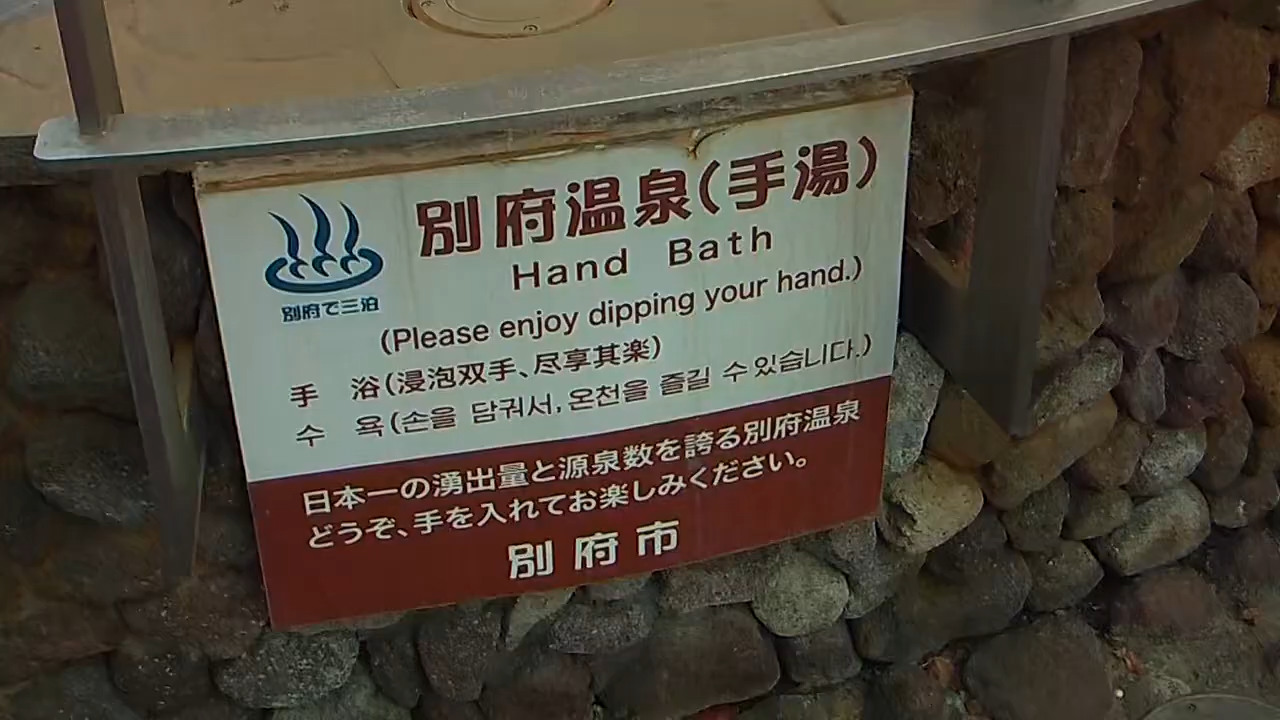 別府温泉(手湯)
Hand Bath
別府で三泊
(Please enjoy dipping your hand.)
手 浴(浸泡双手、尽享其楽)
수 욕(손을 담궈서,온천을 즐길 수있습니다.)
日本一の湧出量と源泉数を誇る別府温泉
どうぞ、手を入れてお楽しみください。
別府市